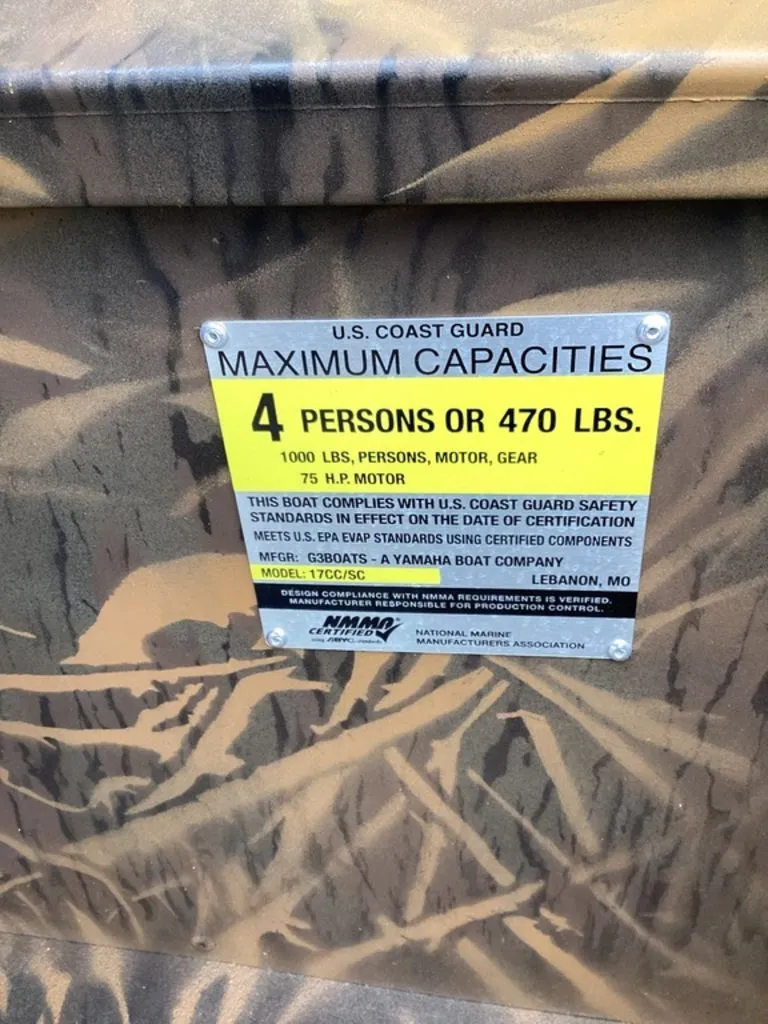 U.S. COAST GUARD
MAXIMUM CAPACITIES
4 PERSONS OR 470 LBS.
1000 LBS, PERSONS, MOTOR, GEAR
75 H.P. MOTOR
THIS BOAT COMPLIES WITH U.S. COAST GUARD SAFETY
STANDARDS IN EFFECT ON THE DATE OF CERTIFICATION
MEETS U.S. EPA EVAP STANDARDS USING CERTIFIED COMPONENTS
MFGR: G3BOATS - A YAMAHA BOAT COMPANY
MODEL: 17CC/SC LEBANON, MO
DESIGN COMPLIANCE WITH NMMA REQUIREMENTS IS VERIFIED.
MANUFACTURER RESPONSIBLE FOR PRODUCTION CONTROL.
NMMA
CERTIFIED
NATIONAL MARINE
MANUFACTURERS ASSOCIATION